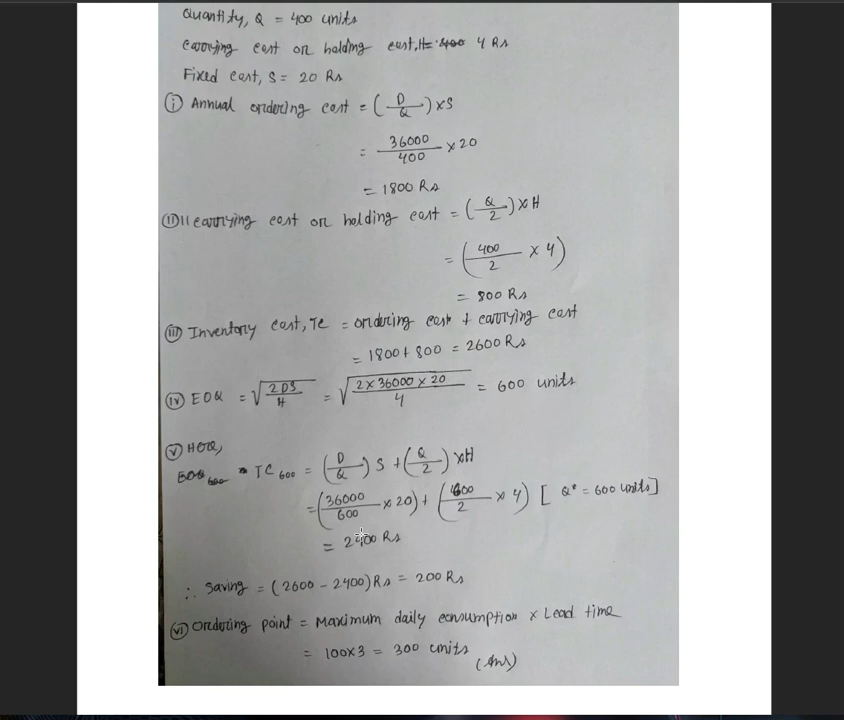 Quantity, Q = 400 units
Carrying cost or holding cost, H= 4 Rs
Fixed cost, S = 20 Rs
(i) Annual ordering cost = (D/Q) x S
= 36000/400 x 20
= 1800 Rs
(ii) carrying cost or holding cost = (Q/2) x H
= (400/2 x 4)
= 800 Rs
(iii) Inventory cost, TC = ordering cost + carrying cost
= 1800 + 800 = 2600 Rs
(iv) EOQ = √(2DS/H) = √(2 x 36000 x 20/4) = 600 units
(v) Here,
TC600 = (D/Q) S + (Q/2) x H
= (36000/600 x 20) + (600/2 x 4) [ Q* = 600 units]
= 2400 Rs
∴ Saving = (2600 - 2400) Rs = 200 Rs
(vi) Ordering point = Maximum daily consumption x Lead time
= 100x3 = 300 units
(Ans)